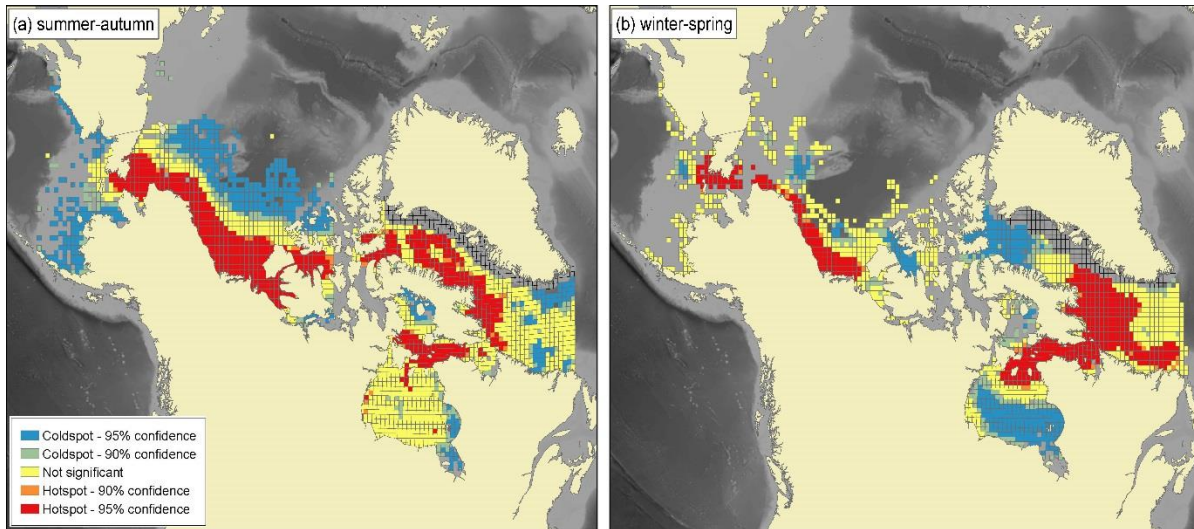 (a) summer-autumn
(b) winter-spring
Coldspot - 95% confidence
Coldspot - 90% confidence
Not significant
Hotspot - 90% confidence
Hotspot - 95% confidence